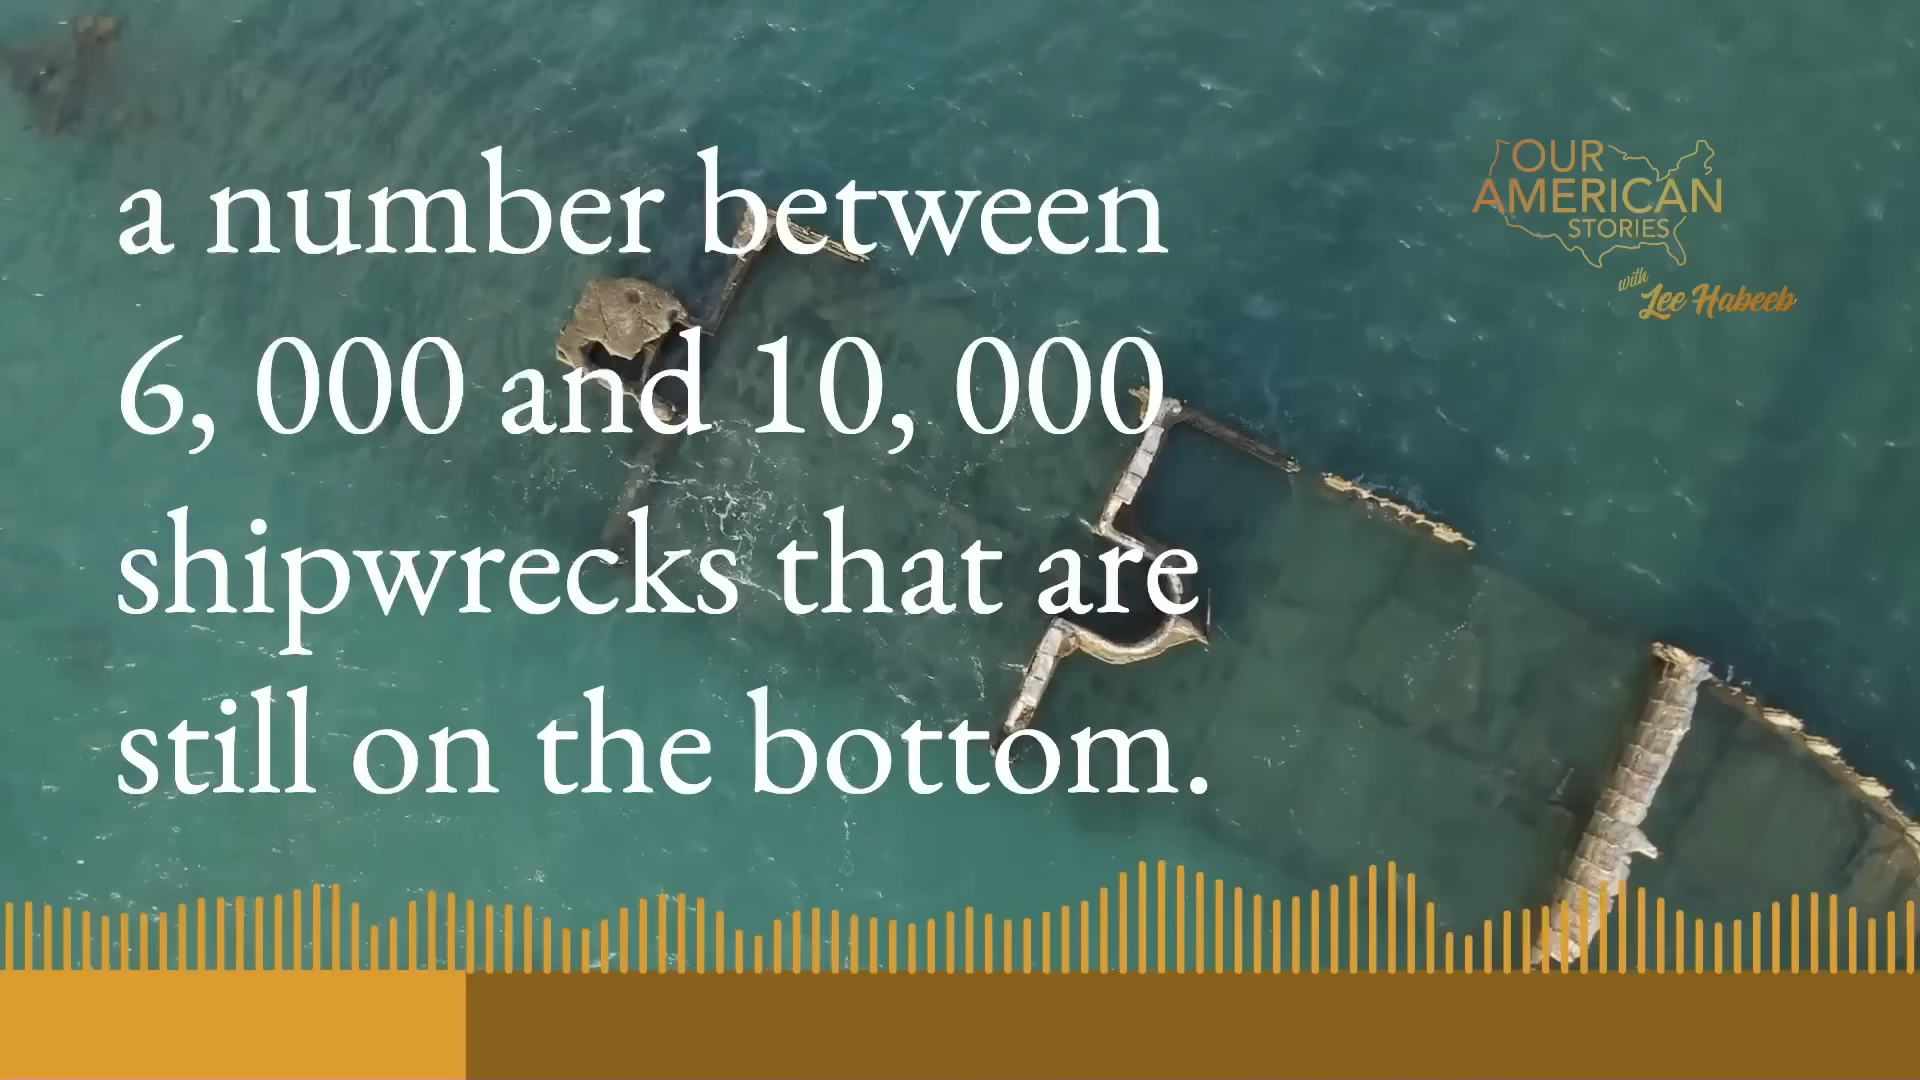 a number between
6, 000 and 10, 000
shipwrecks that are
still on the bottom.
OUR
AMERICAN
STORIES
with
Lee Habeeb